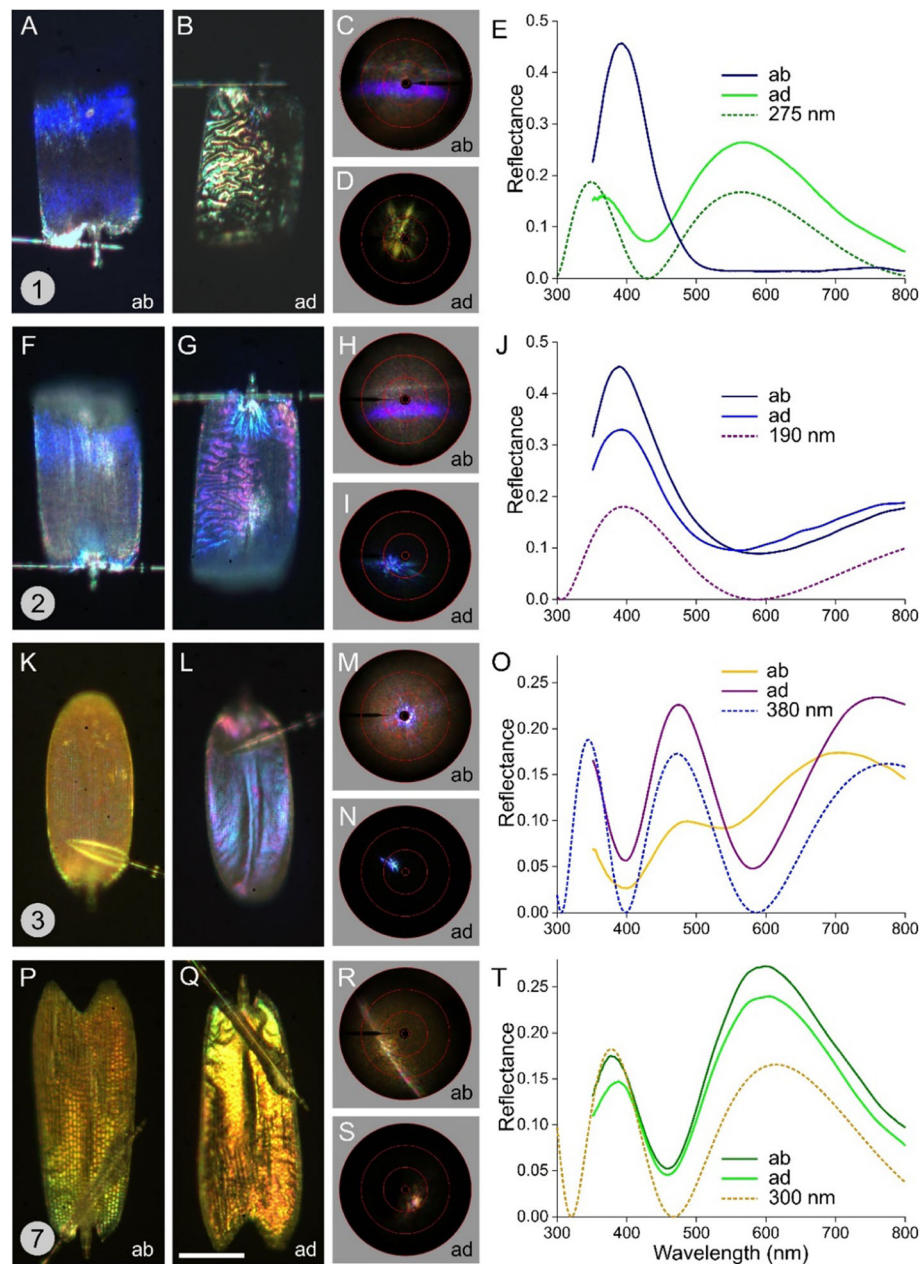 A
B
C
E
ab
ad
275 nm
Reflectance
0.5
0.4
0.3
0.2
0.1
0.0
300 400 500 600 700 800
ab
D
ad
1
ab
ad
F
G
H
J
ab
ad
190 nm
Reflectance
0.5
0.4
0.3
0.2
0.1
0.0
300 400 500 600 700 800
ab
I
ad
2
K
L
M
O
ab
ad
380 nm
Reflectance
0.25
0.20
0.15
0.10
0.05
0.00
300 400 500 600 700 800
ab
N
ad
3
P
Q
R
T
Reflectance
0.25
0.20
0.15
0.10
0.05
0.00
ab
ad
300 nm
300 400 500 600 700 800
Wavelength (nm)
ab
S
ad
7
ab
ad